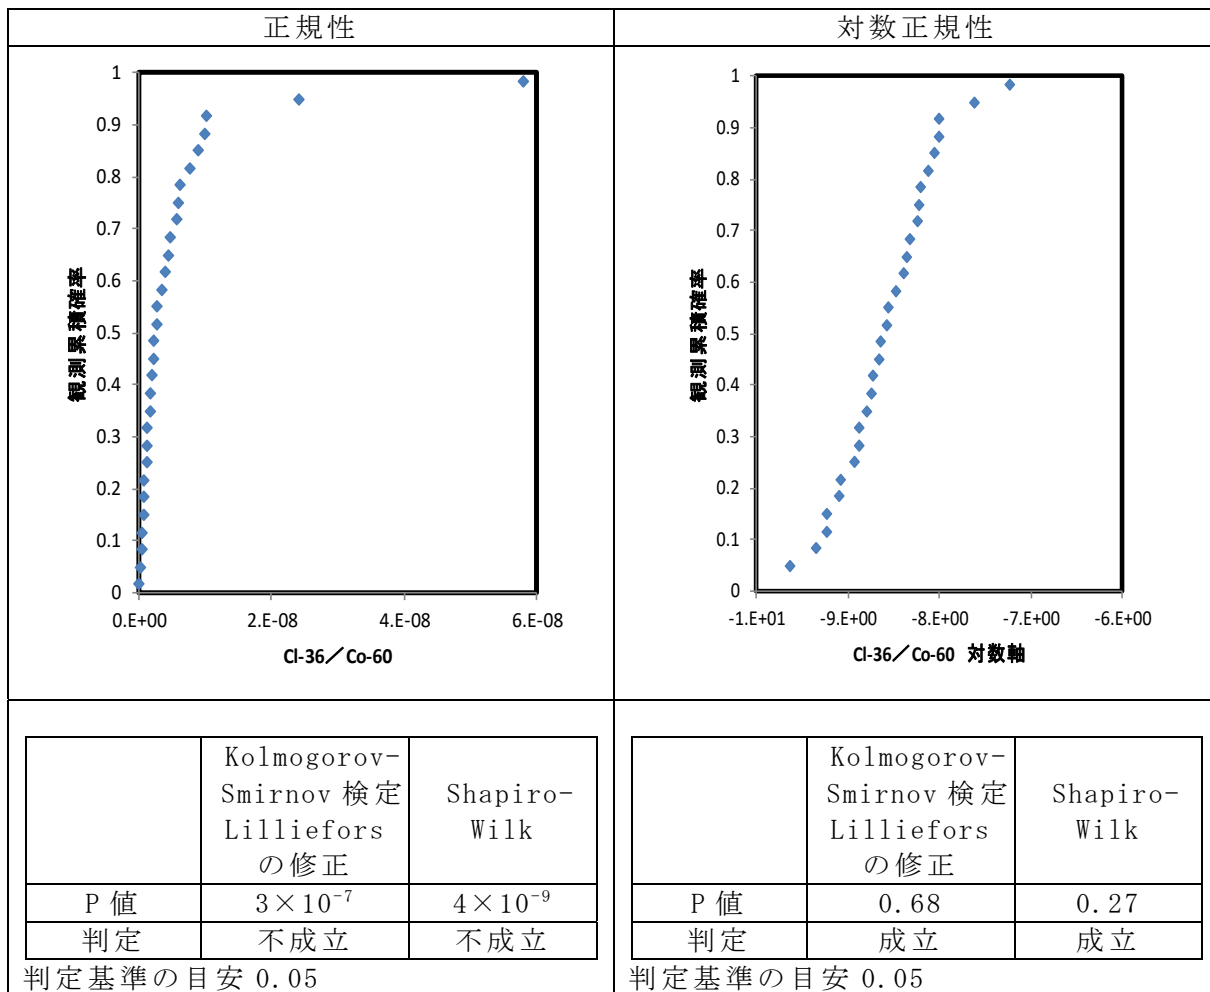 正規性
対数正規性
1
0.9
0.8
0.7
0.6
0.5
0.4
0.3
0.2
0.1
0
観測累積確率
0.E+00 2.E-08 4.E-08 6.E-08
Cl-36／Co-60
1
0.9
0.8
0.7
0.6
0.5
0.4
0.3
0.2
0.1
0
観測累積確率
-1.E+01 -9.E+00 -8.E+00 -7.E+00 -6.E+00
Cl-36／Co-60 対数軸
Kolmogorov-
Smirnov 検定
Lilliefors
の修正
Shapiro-
Wilk
P 値 3×10⁻⁷ 4×10⁻⁹
判定 不成立 不成立
判定基準の目安 0.05
Kolmogorov-
Smirnov 検定
Lilliefors
の修正
Shapiro-
Wilk
P 値 0.68 0.27
判定 成立 成立
判定基準の目安 0.05